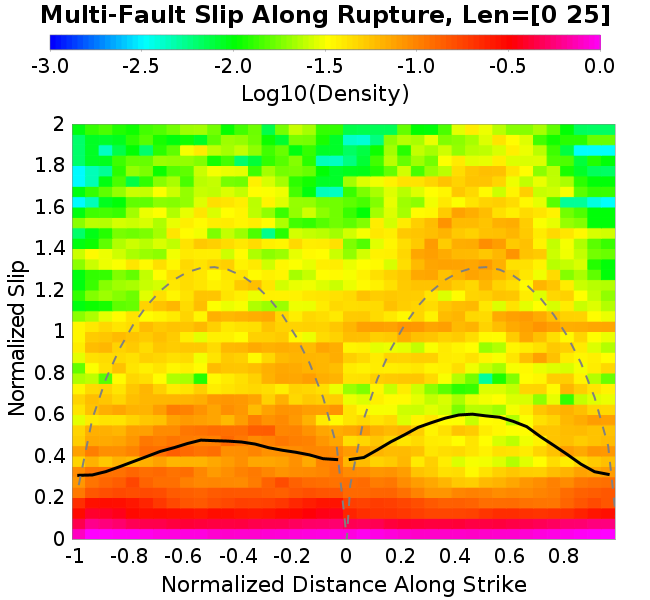 Multi-Fault Slip Along Rupture, Len=[0 25]
-3.0 -2.5 -2.0 -1.5 -1.0 -0.5 0.0
Log10(Density)
2
1.8
1.6
1.4
1.2
1
0.8
0.6
0.4
0.2
0
Normalized Slip
-1 -0.8 -0.6 -0.4 -0.2 0 0.2 0.4 0.6 0.8
Normalized Distance Along Strike